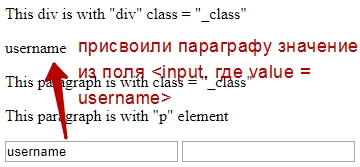 This div is with "div" class = "_class"
username
присвоили параграфу значение
из поля <input, где value =
This paragraph is with class = "_class"
username>
This paragraph is with "p" element
username